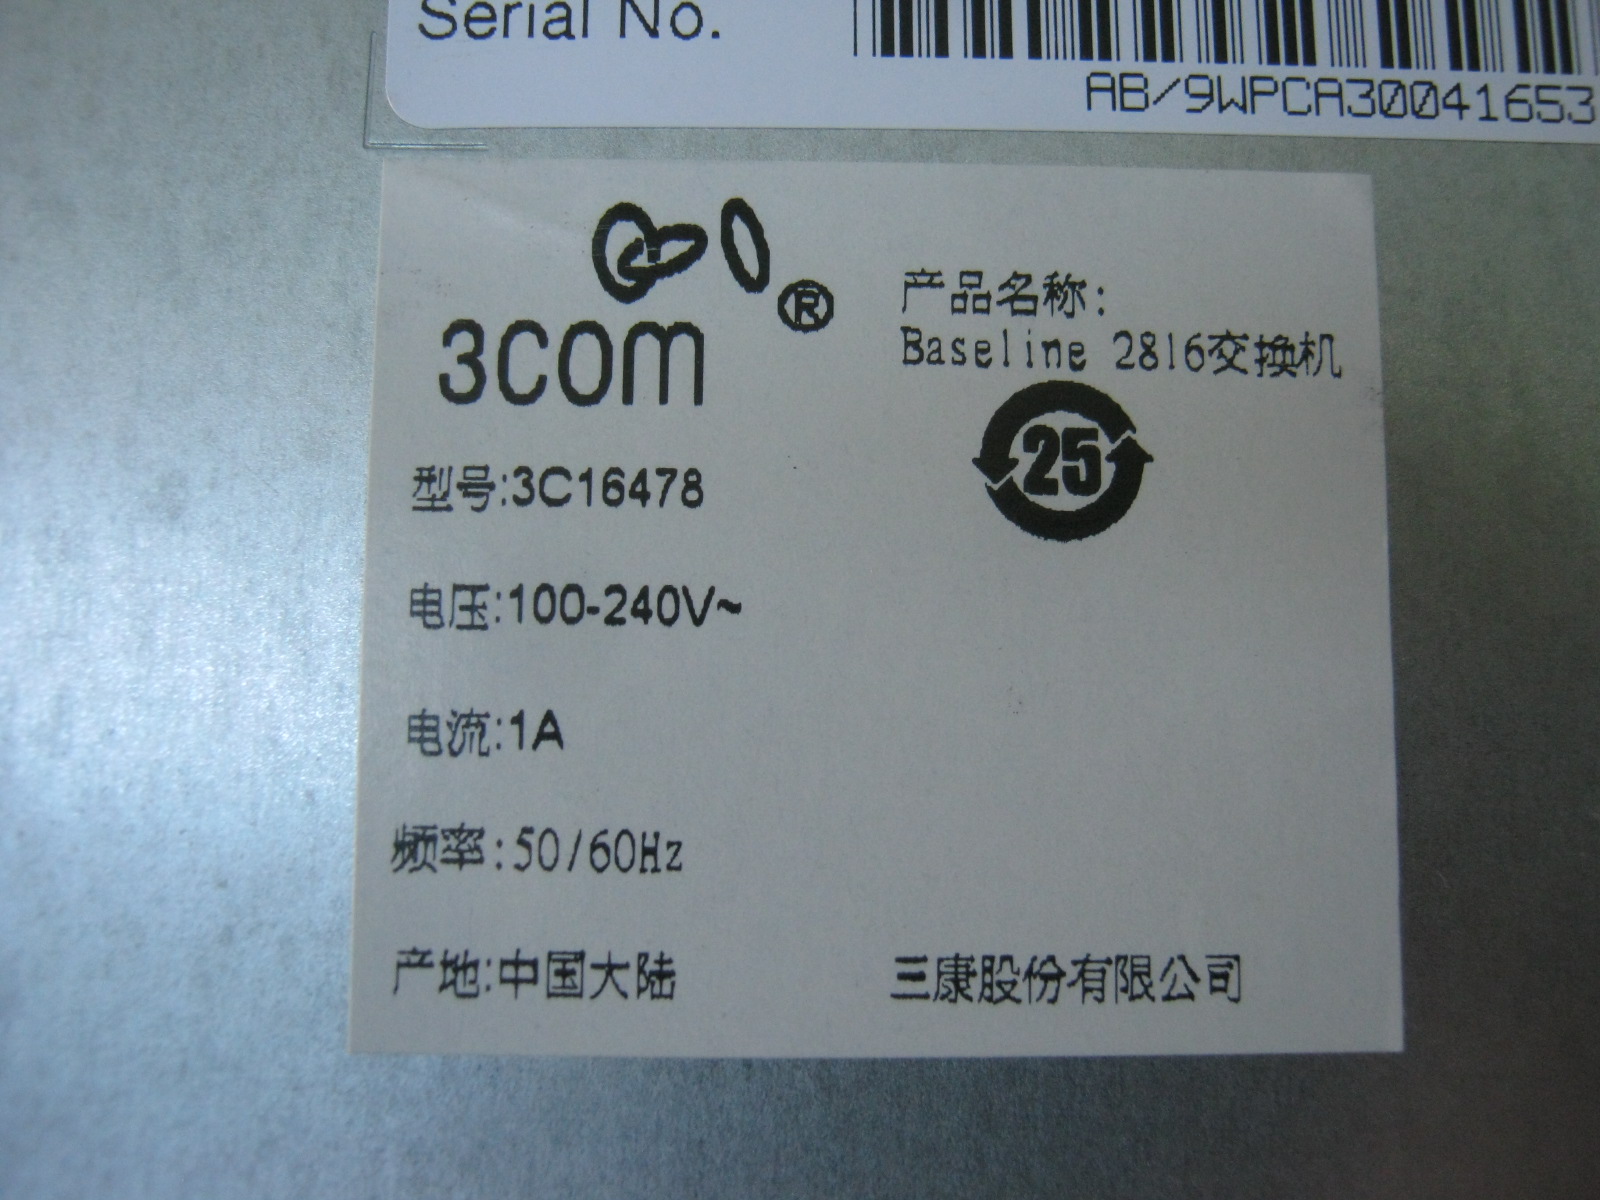 Serial No.
AB/9WPCA30041653
®
3COM
产品名称:
Baseline 2816交换机
25
型号:3C16478
电压:100-240V~
电流:1A
频率:50/60Hz
产地:中国大陆
三康股份有限公司